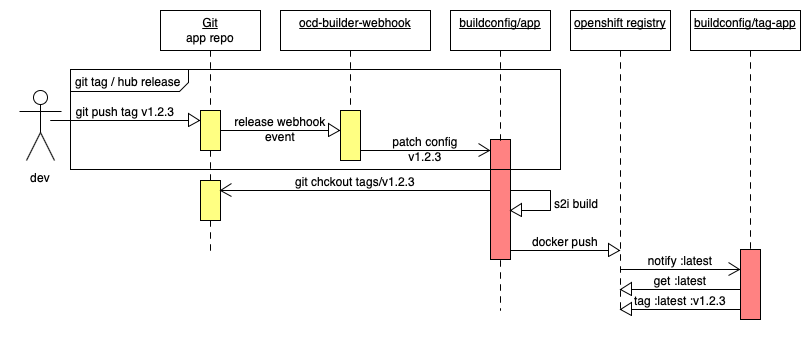 Git
app repo
ocd-builder-webhook
buildconfig/app
openshift registry
buildconfig/tag-app
git tag / hub release
git push tag v1.2.3
release webhook
event
patch config
v1.2.3
dev
git chckout tags/v1.2.3
s2i build
docker push
notify :latest
get :latest
tag :latest :v1.2.3